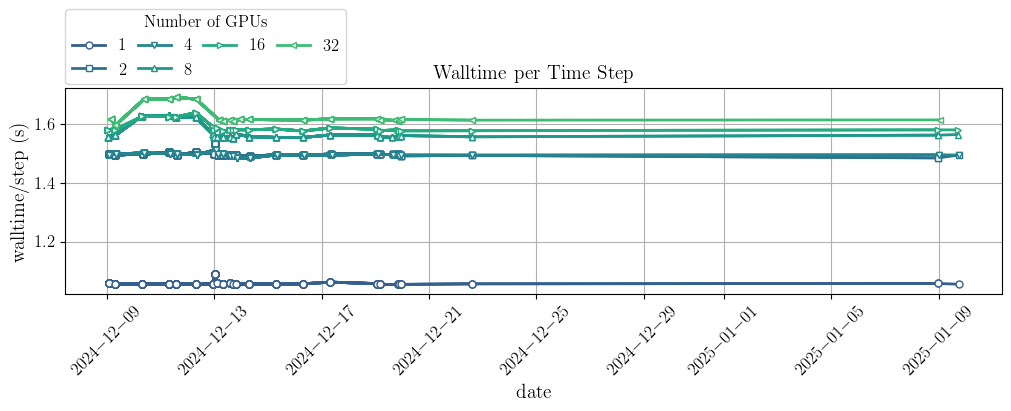 Number of GPUs
1 4 16 32
2 8
Walltime per Time Step
walltime/step (s)
1.6
1.4
1.2
2024−12−09 2024−12−13 2024−12−17 2024−12−21 2024−12−25 2024−12−29 2025−01−01 2025−01−05 2025−01−09
date